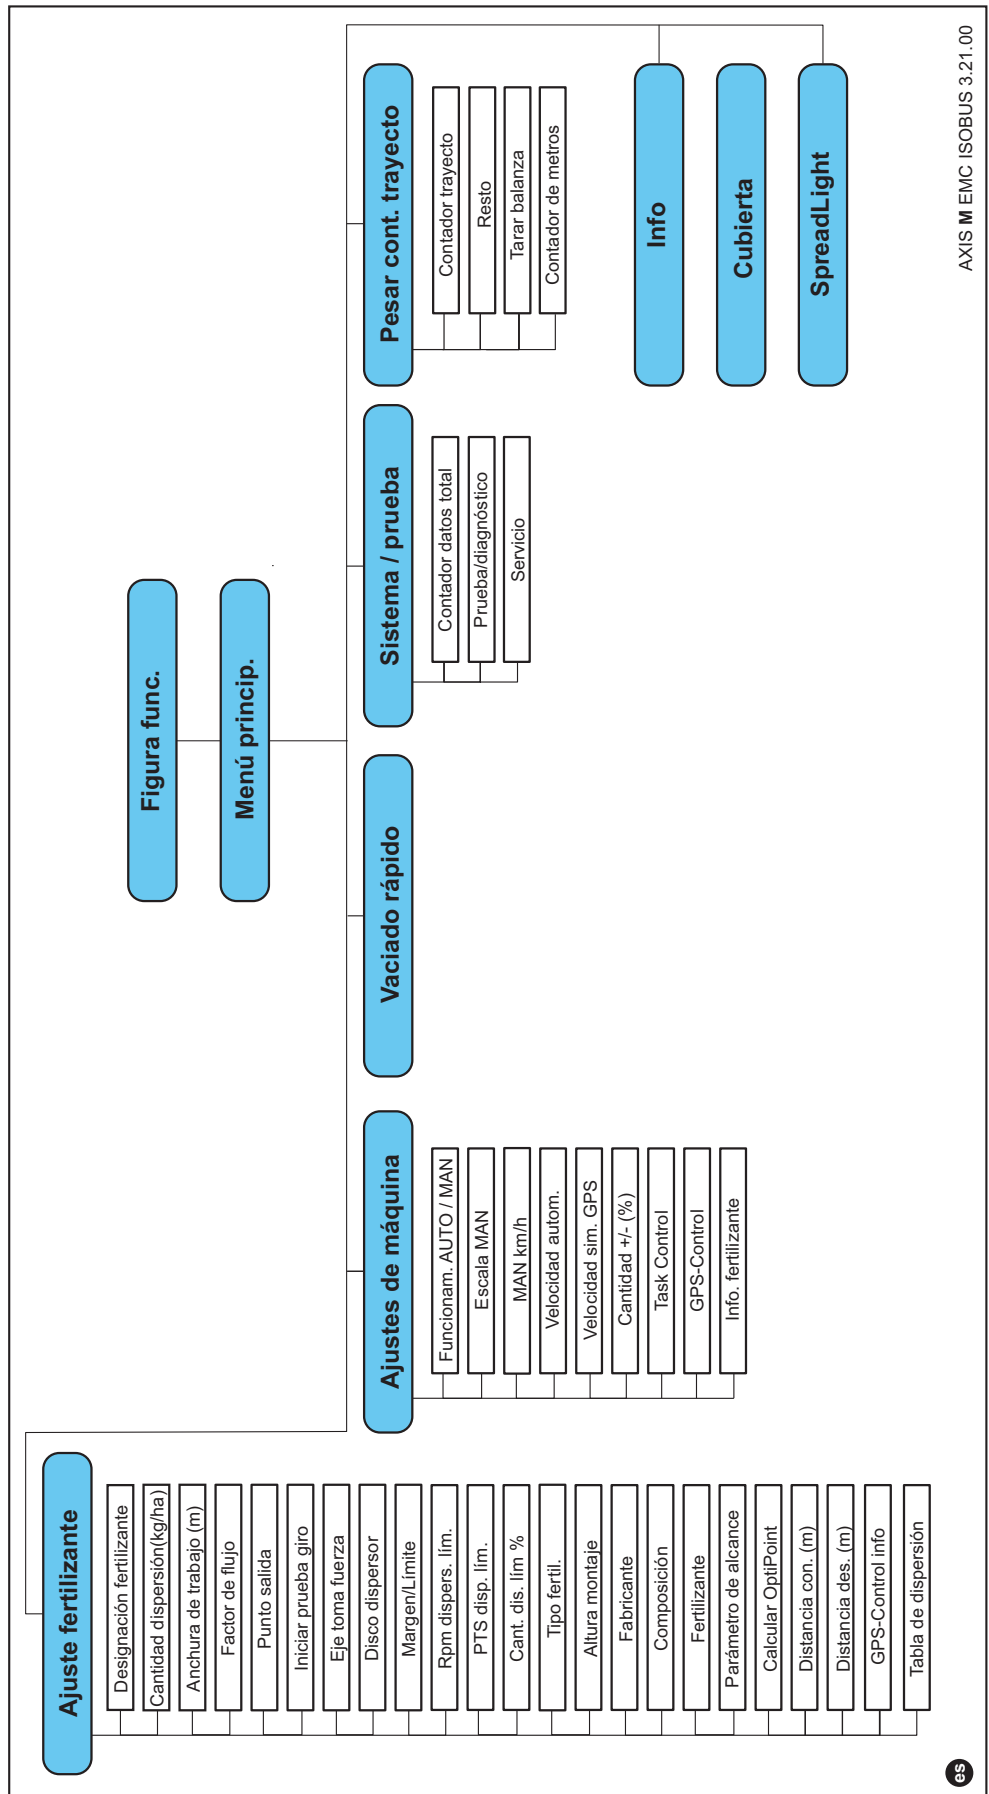 Figura func.
Menú princip.
Ajuste fertilizante
Designación fertilizante
Cantidad dispersión(kg/ha)
Anchura de trabajo (m)
Factor de flujo
Punto salida
Iniciar prueba giro
Eje toma fuerza
Disco dispersor
Margen/Límite
Rpm dispers. lím.
PTS disp. lím.
Cant. dis. lím %
Tipo fertil.
Altura montaje
Fabricante
Composición
Fertilizante
Parámetro de alcance
Calcular OptiPoint
Distancia con. (m)
Distancia des. (m)
GPS-Control info
Tabla de dispersión
Ajustes de máquina
Funcionam. AUTO / MAN
Escala MAN
MAN km/h
Velocidad autom.
Velocidad sim. GPS
Cantidad +/- (%)
Task Control
GPS-Control
Info. fertilizante
Vaciado rápido
Sistema / prueba
Contador datos total
Prueba/diagnóstico
Servicio
Pesar cont. trayecto
Contador trayecto
Resto
Tarar balanza
Contador de metros
Info
Cubierta
SpreadLight
es
AXIS M EMC ISOBUS 3.21.00